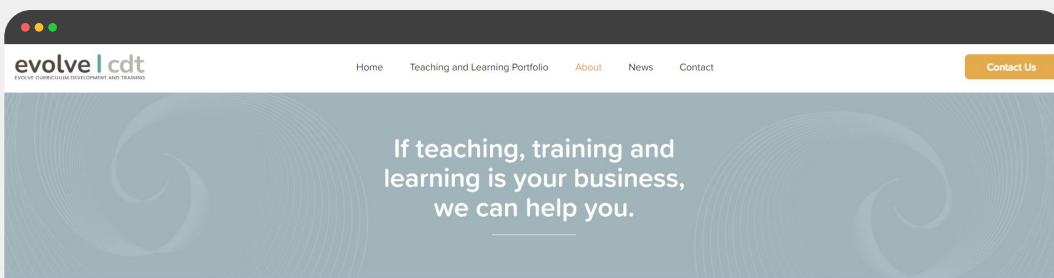 evolve | cdt
EVOLVE CURRICULUM DEVELOPMENT AND TRAINING
Home Teaching and Learning Portfolio About News Contact
Contact Us
If teaching, training and
learning is your business,
we can help you.